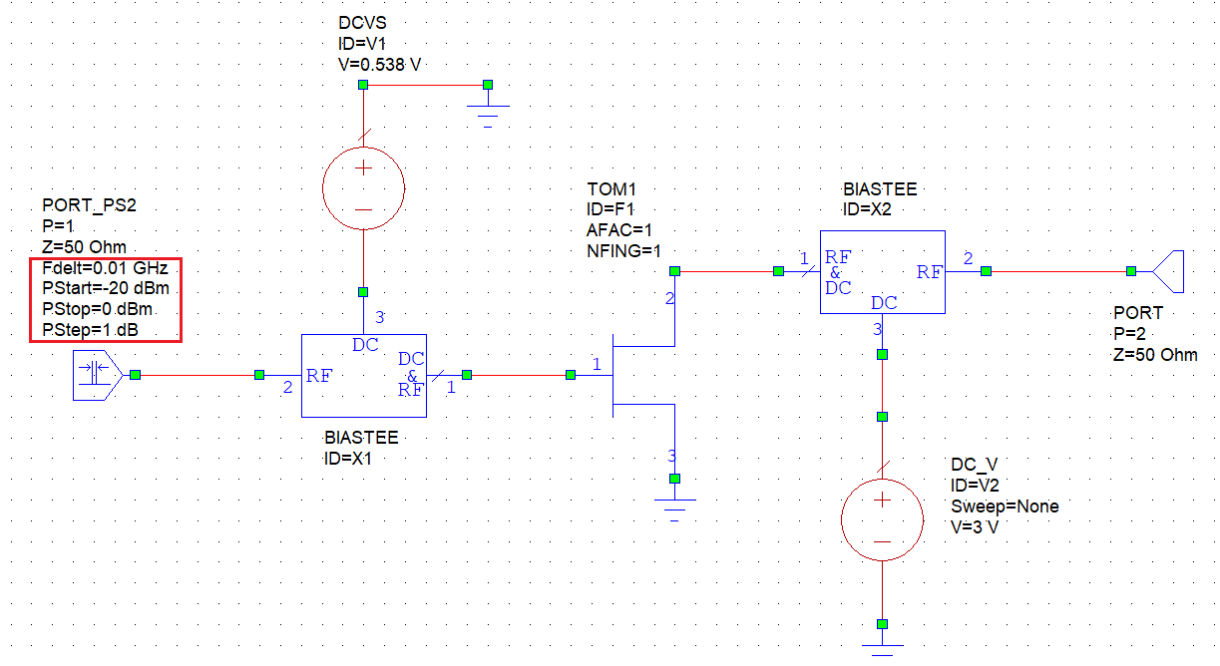 DCVS
ID=V1
V=0.538 V
PORT_PS2
P=1
Z=50 Ohm
Fdelt=0.01 GHz
PStart=-20 dBm
PStop=0 dBm
PStep=1 dB
3
DC
RF
DC
&
RF
2
1
BIASTEE
ID=X1
TOM1
ID=F1
AFAC=1
NFING=1
1
2
3
BIASTEE
ID=X2
1
RF
&
DC
RF
2
DC
3
PORT
P=2
Z=50 Ohm
DC_V
ID=V2
Sweep=None
V=3 V